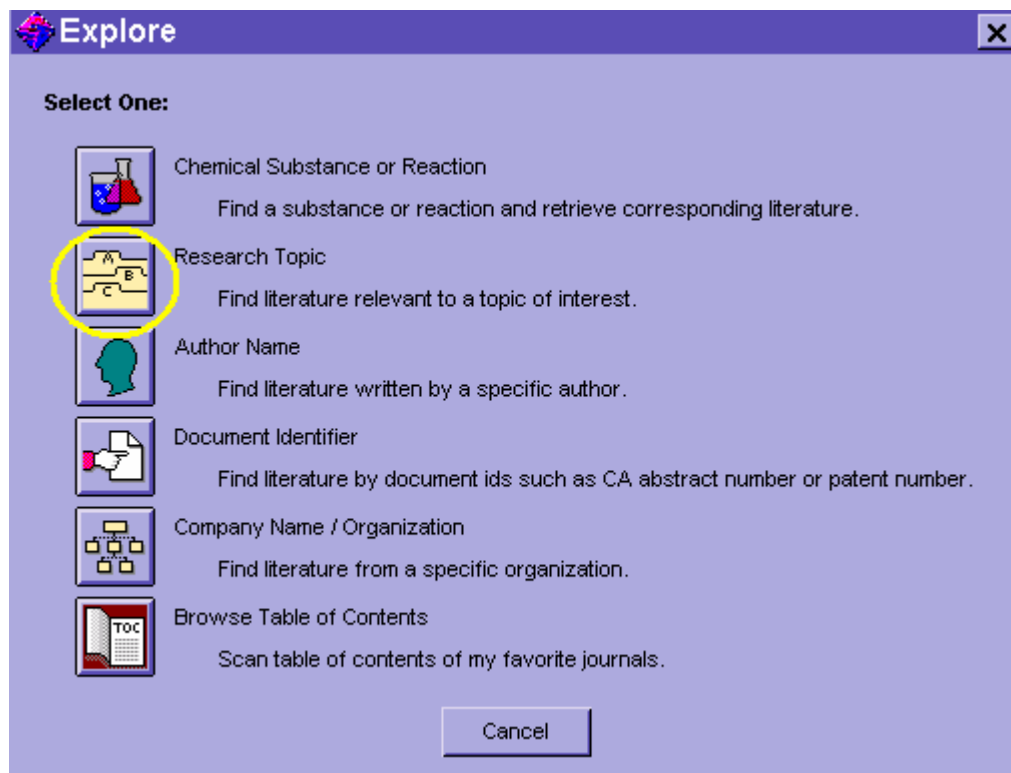 Explore
Select One:
Chemical Substance or Reaction
Find a substance or reaction and retrieve corresponding literature.
A
B
C
Research Topic
Find literature relevant to a topic of interest.
Author Name
Find literature written by a specific author.
Document Identifier
Find literature by document ids such as CA abstract number or patent number.
Company Name / Organization
Find literature from a specific organization.
TOC
Browse Table of Contents
Scan table of contents of my favorite journals.
Cancel